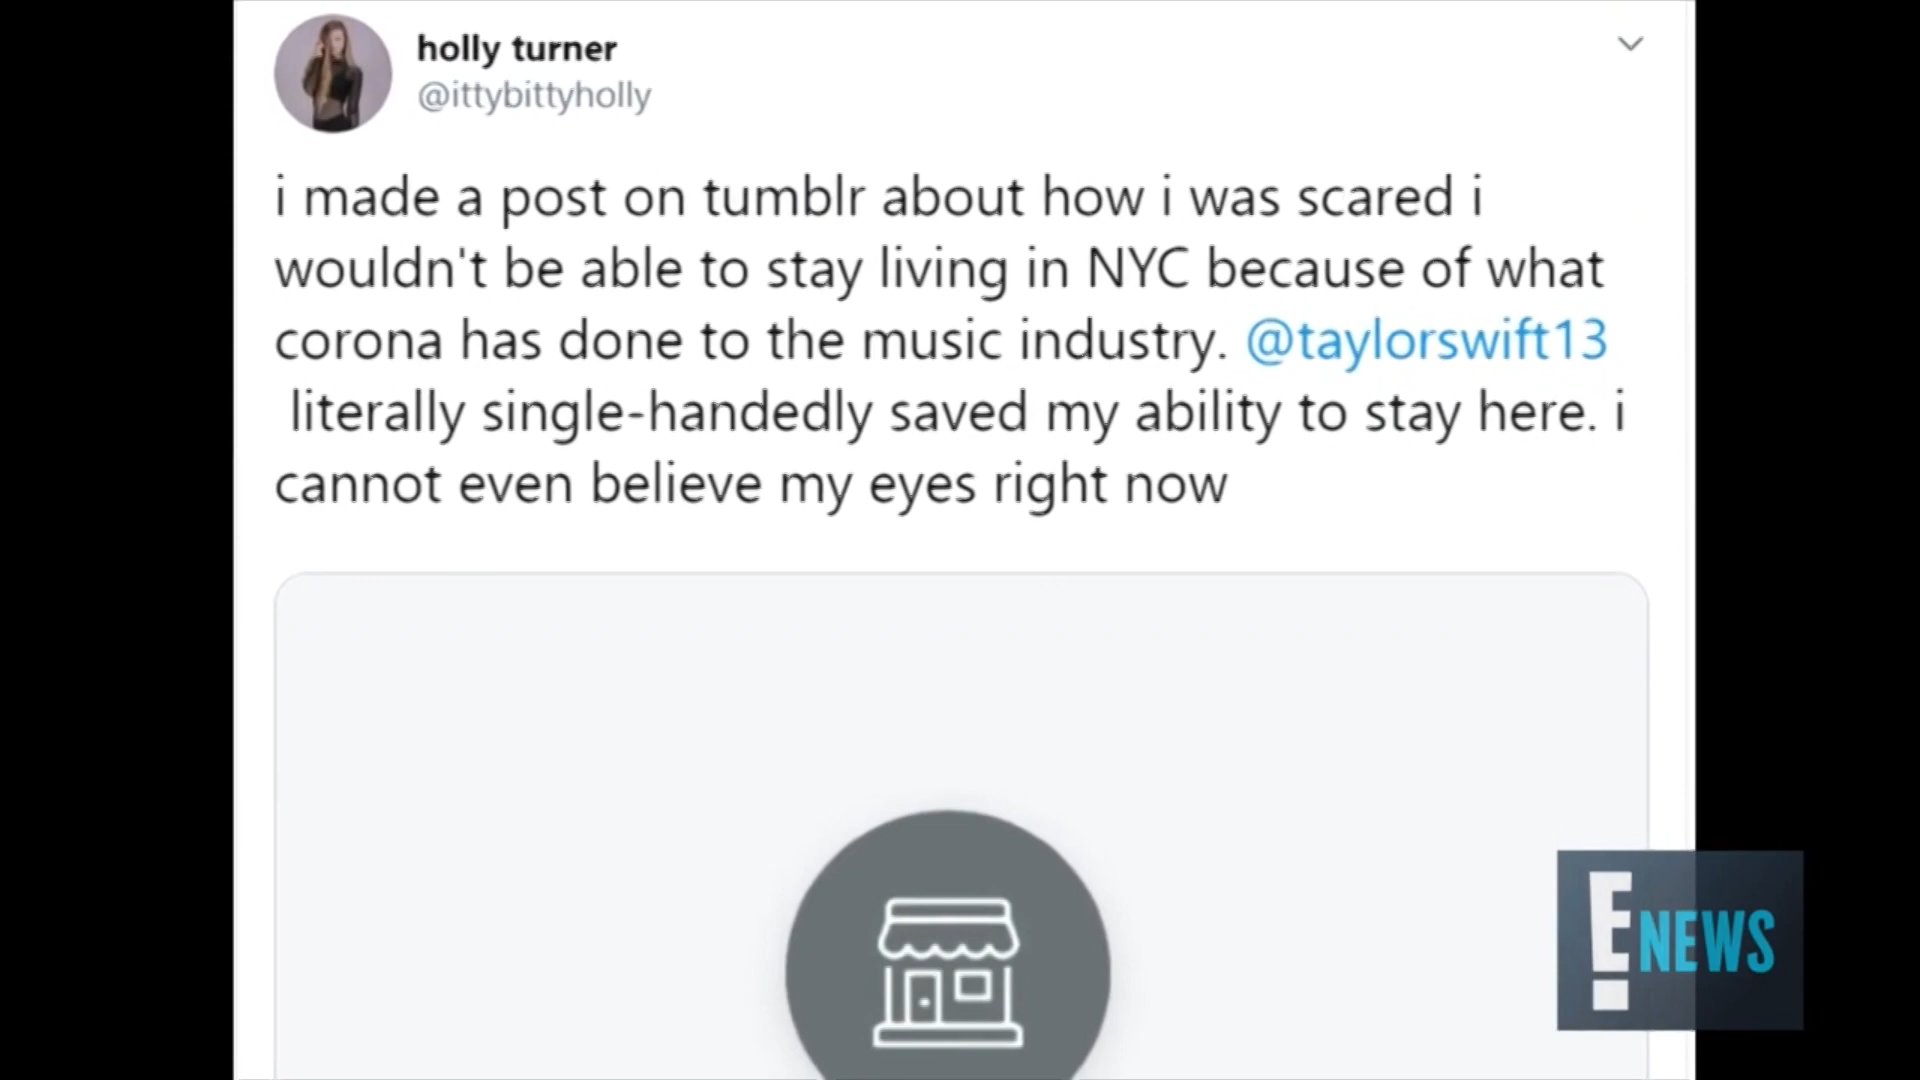 holly turner
@ittybittyholly
i made a post on tumblr about how i was scared i
wouldn't be able to stay living in NYC because of what
corona has done to the music industry. @taylorswift13
literally single-handedly saved my ability to stay here. i
cannot even believe my eyes right now
E! NEWS